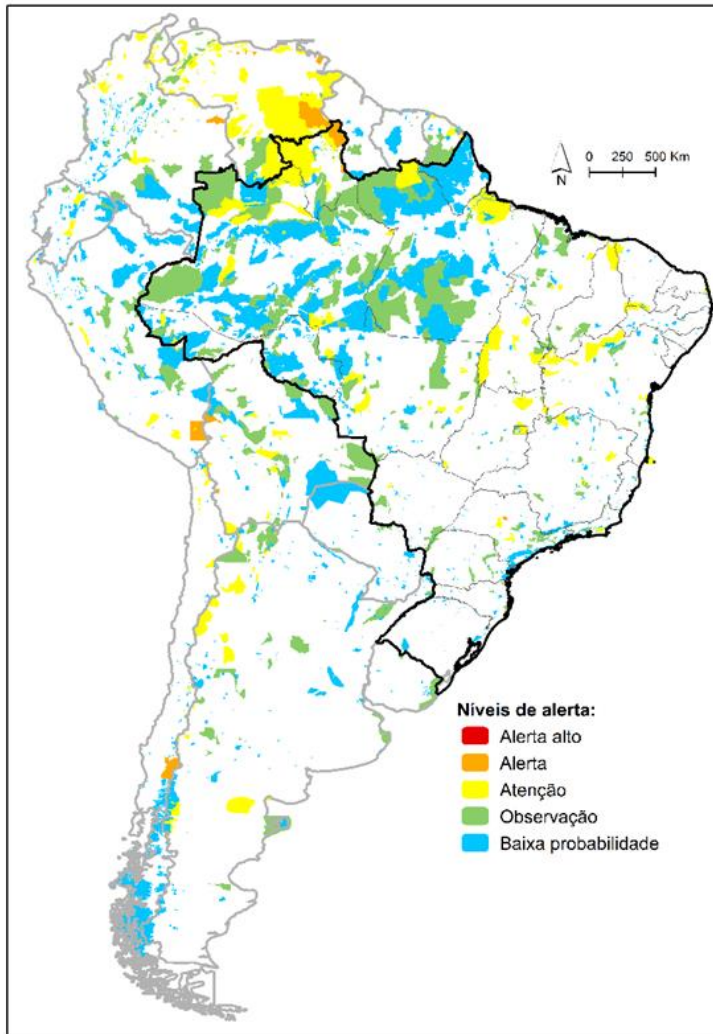 0 250 500 Km
N
Níveis de alerta:
Alerta alto
Alerta
Atenção
Observação
Baixa probabilidade